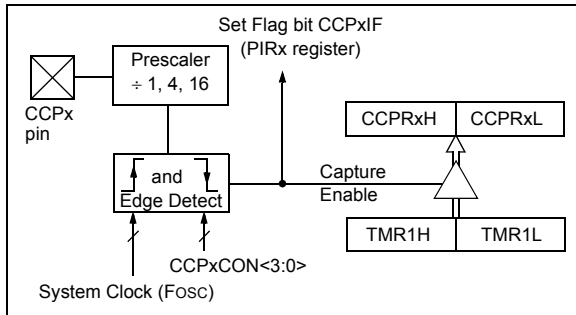 Set Flag bit CCPxIF
(PIRx register)
Prescaler
÷ 1, 4, 16
CCPx
pin
CCPRxH
CCPRxL
and
Edge Detect
Capture
Enable
TMR1H
TMR1L
CCPxCON<3:0>
System Clock (FOSC)